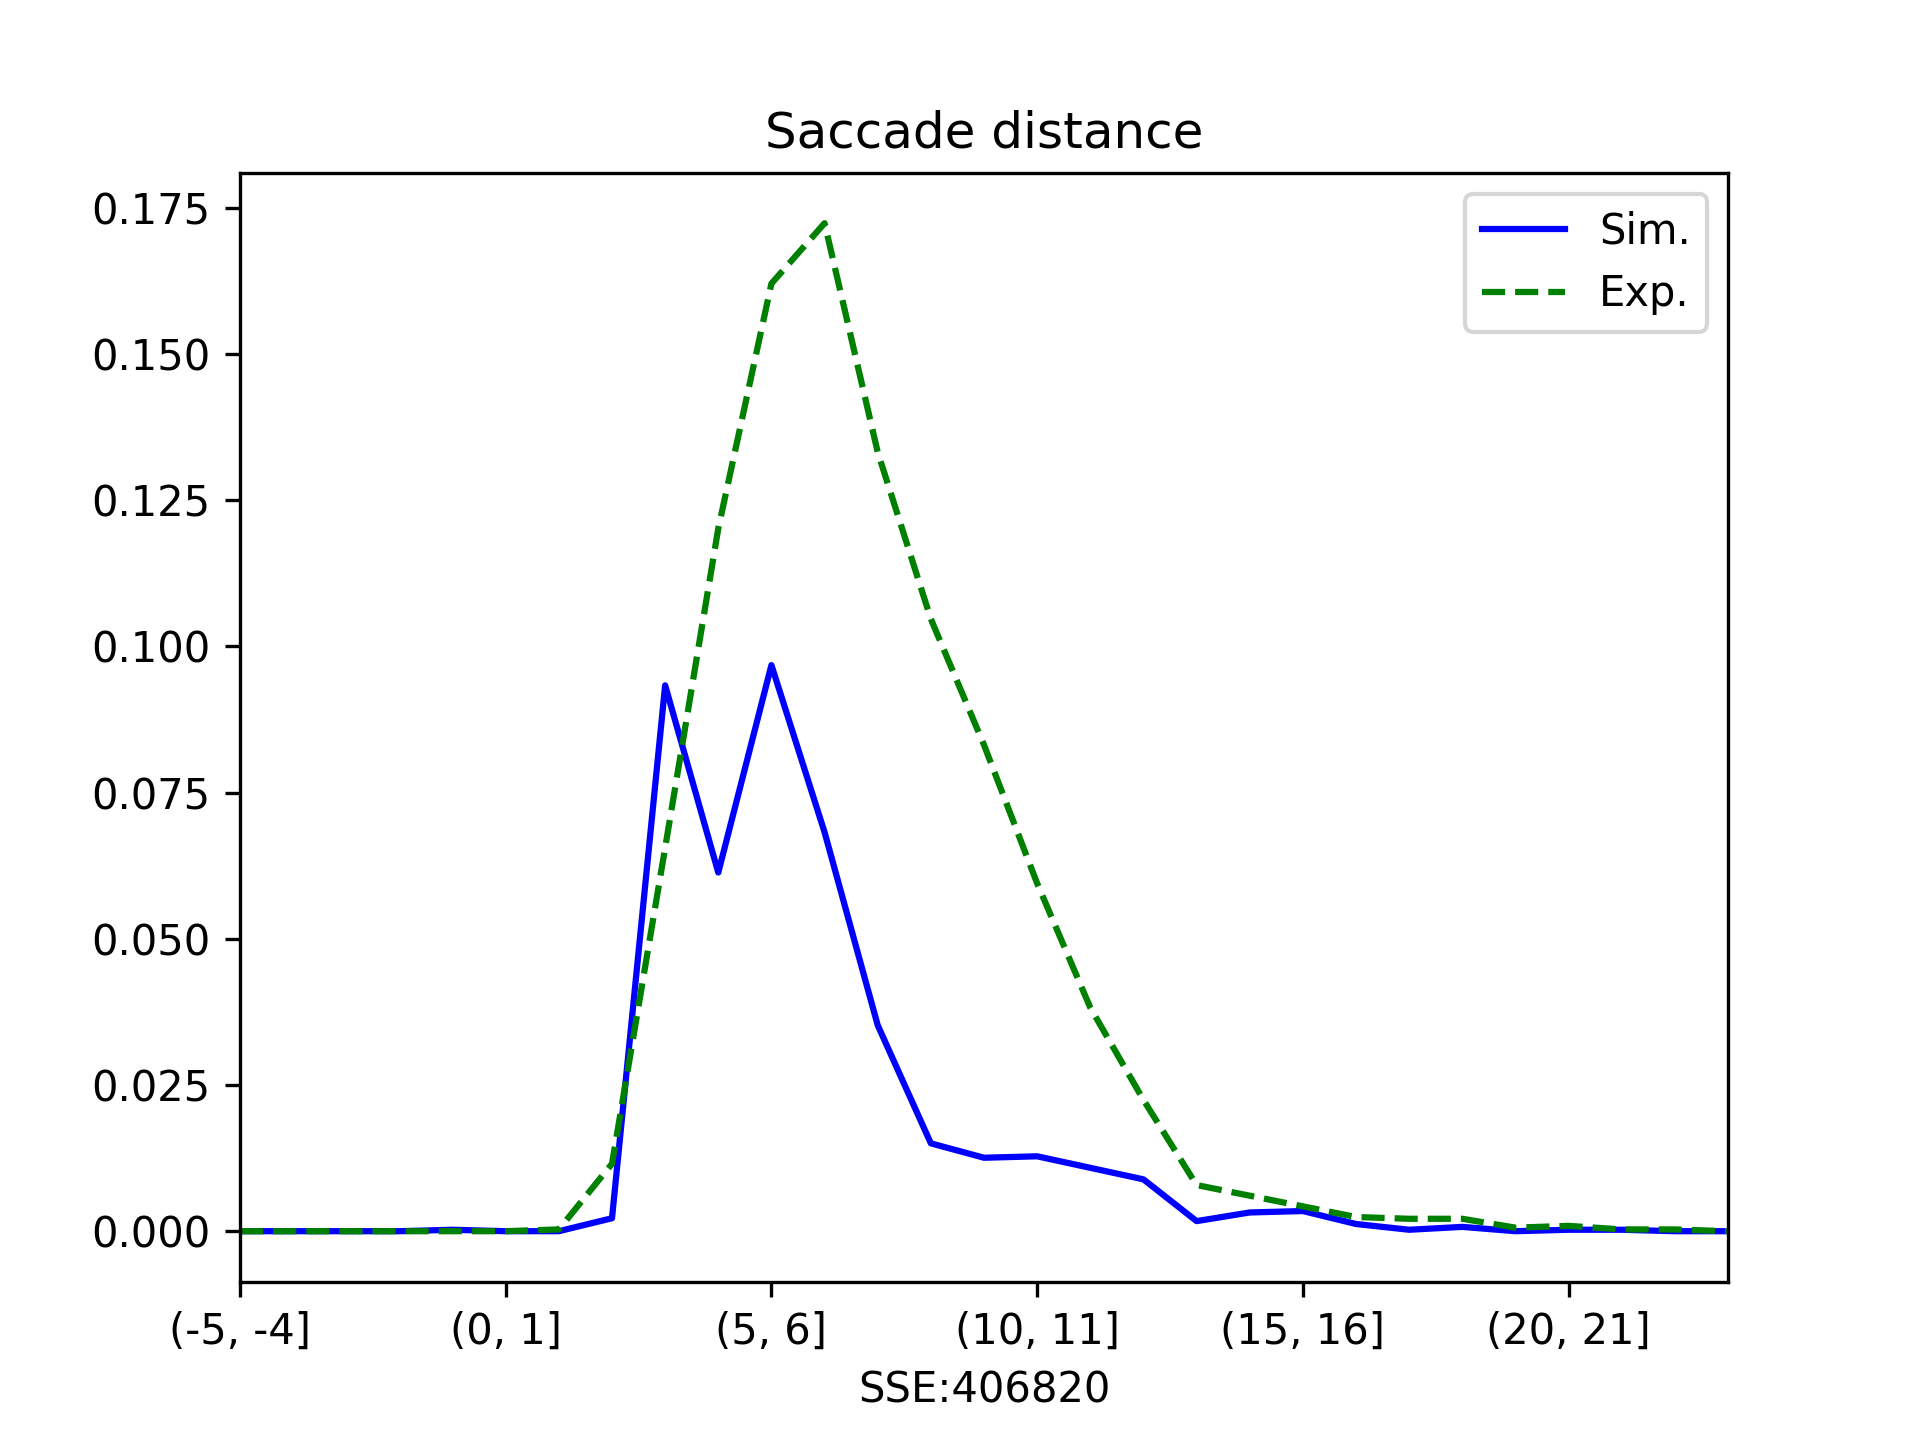 Saccade distance
0.175
0.150
0.125
0.100
0.075
0.050
0.025
0.000
Sim.
Exp.
(-5, -4] (0, 1] (5, 6] (10, 11] (15, 16] (20, 21]
SSE:406820